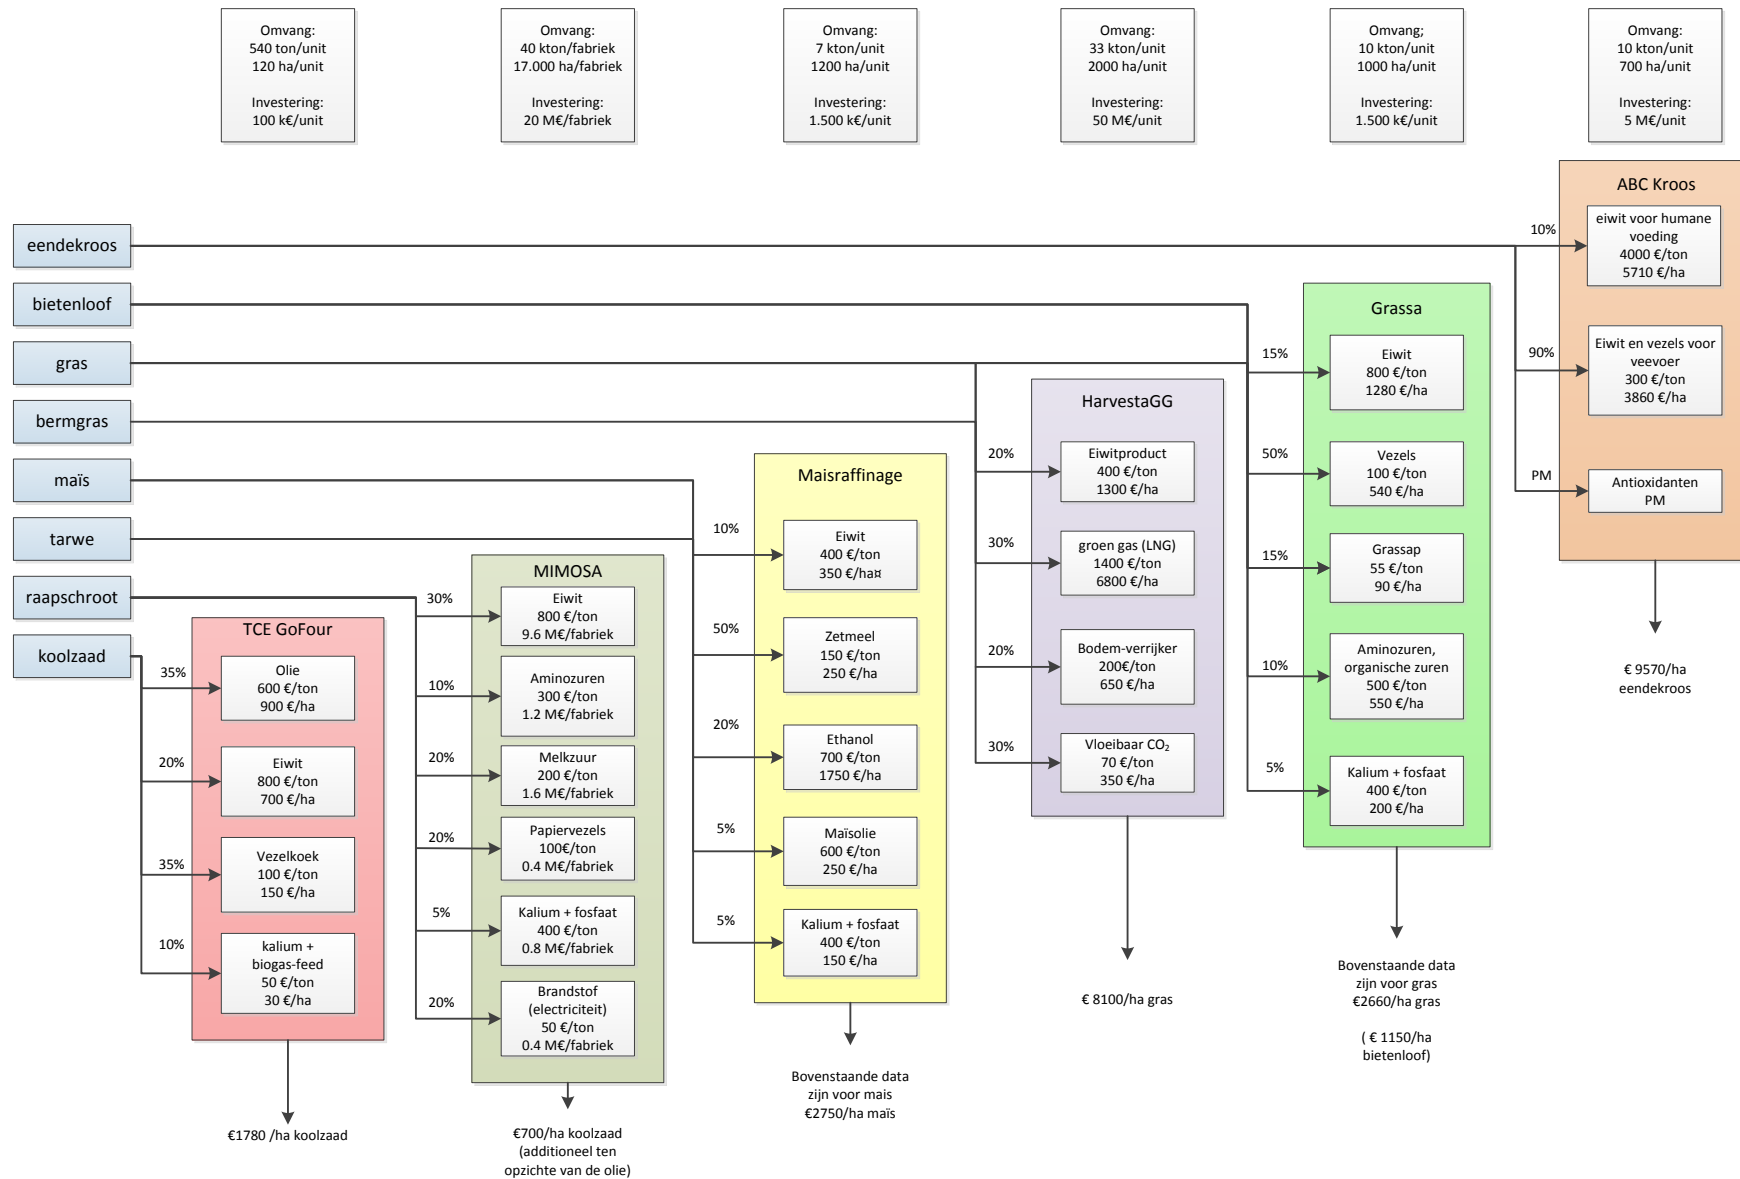 Omvang:
540 ton/unit
120 ha/unit
Investering:
100 k€/unit
Omvang:
40 kton/fabriek
17.000 ha/fabriek
Investering:
20 M€/fabriek
Omvang:
7 kton/unit
1200 ha/unit
Investering:
1.500 k€/unit
Omvang:
33 kton/unit
2000 ha/unit
Investering:
50 M€/unit
Omvang;
10 kton/unit
1000 ha/unit
Investering:
1.500 k€/unit
Omvang:
10 kton/unit
700 ha/unit
Investering:
5 M€/unit
eendekroos
bietenloof
gras
bermgras
maïs
tarwe
raapschroot
koolzaad
TCE GoFour
35%
Olie
600 €/ton
900 €/ha
20%
Eiwit
800 €/ton
700 €/ha
35%
Vezelkoek
100 €/ton
150 €/ha
10%
kalium +
biogas-feed
50 €/ton
30 €/ha
€1780 /ha koolzaad
MIMOSA
30%
Eiwit
800 €/ton
9.6 M€/fabriek
10%
Aminozuren
300 €/ton
1.2 M€/fabriek
20%
Melkzuur
200 €/ton
1.6 M€/fabriek
20%
Papiervezels
100€/ton
0.4 M€/fabriek
5%
Kalium + fosfaat
400 €/ton
0.8 M€/fabriek
20%
Brandstof
(electriciteit)
50 €/ton
0.4 M€/fabriek
€700/ha koolzaad
(additioneel ten
opzichte van de olie)
Maisraffinage
10%
Eiwit
400 €/ton
350 €/ha¤
50%
Zetmeel
150 €/ton
250 €/ha
20%
Ethanol
700 €/ton
1750 €/ha
5%
Maïsolie
600 €/ton
250 €/ha
5%
Kalium + fosfaat
400 €/ton
150 €/ha
Bovenstaande data
zijn voor mais
€2750/ha maïs
HarvestaGG
20%
Eiwitproduct
400 €/ton
1300 €/ha
30%
groen gas (LNG)
1400 €/ton
6800 €/ha
20%
Bodem-verrijker
200€/ton
650 €/ha
30%
Vloeibaar CO₂
70 €/ton
350 €/ha
€ 8100/ha gras
Grassa
15%
Eiwit
800 €/ton
1280 €/ha
50%
Vezels
100 €/ton
540 €/ha
15%
Grassap
55 €/ton
90 €/ha
10%
Aminozuren,
organische zuren
500 €/ton
550 €/ha
5%
Kalium + fosfaat
400 €/ton
200 €/ha
Bovenstaande data
zijn voor gras
€2660/ha gras
( € 1150/ha
bietenloof)
ABC Kroos
10%
eiwit voor humane
voeding
4000 €/ton
5710 €/ha
90%
Eiwit en vezels voor
veevoer
300 €/ton
3860 €/ha
PM
Antioxidanten
PM
€ 9570/ha
eendekroos